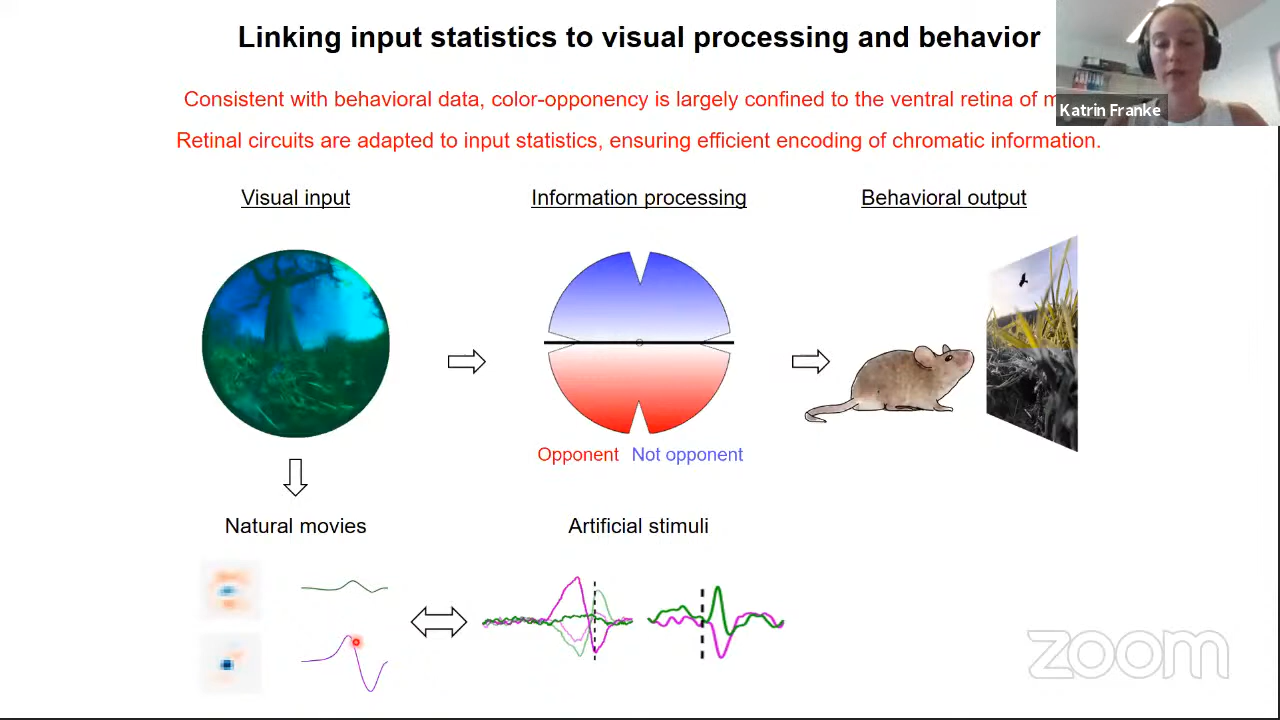 Linking input statistics to visual processing and behavior
Consistent with behavioral data, color-opponency is largely confined to the ventral retina of
Katrin Franke
Retinal circuits are adapted to input statistics, ensuring efficient encoding of chromatic information.
Visual input
Information processing
Behavioral output
Opponent Not opponent
Natural movies
Artificial stimuli
zoom